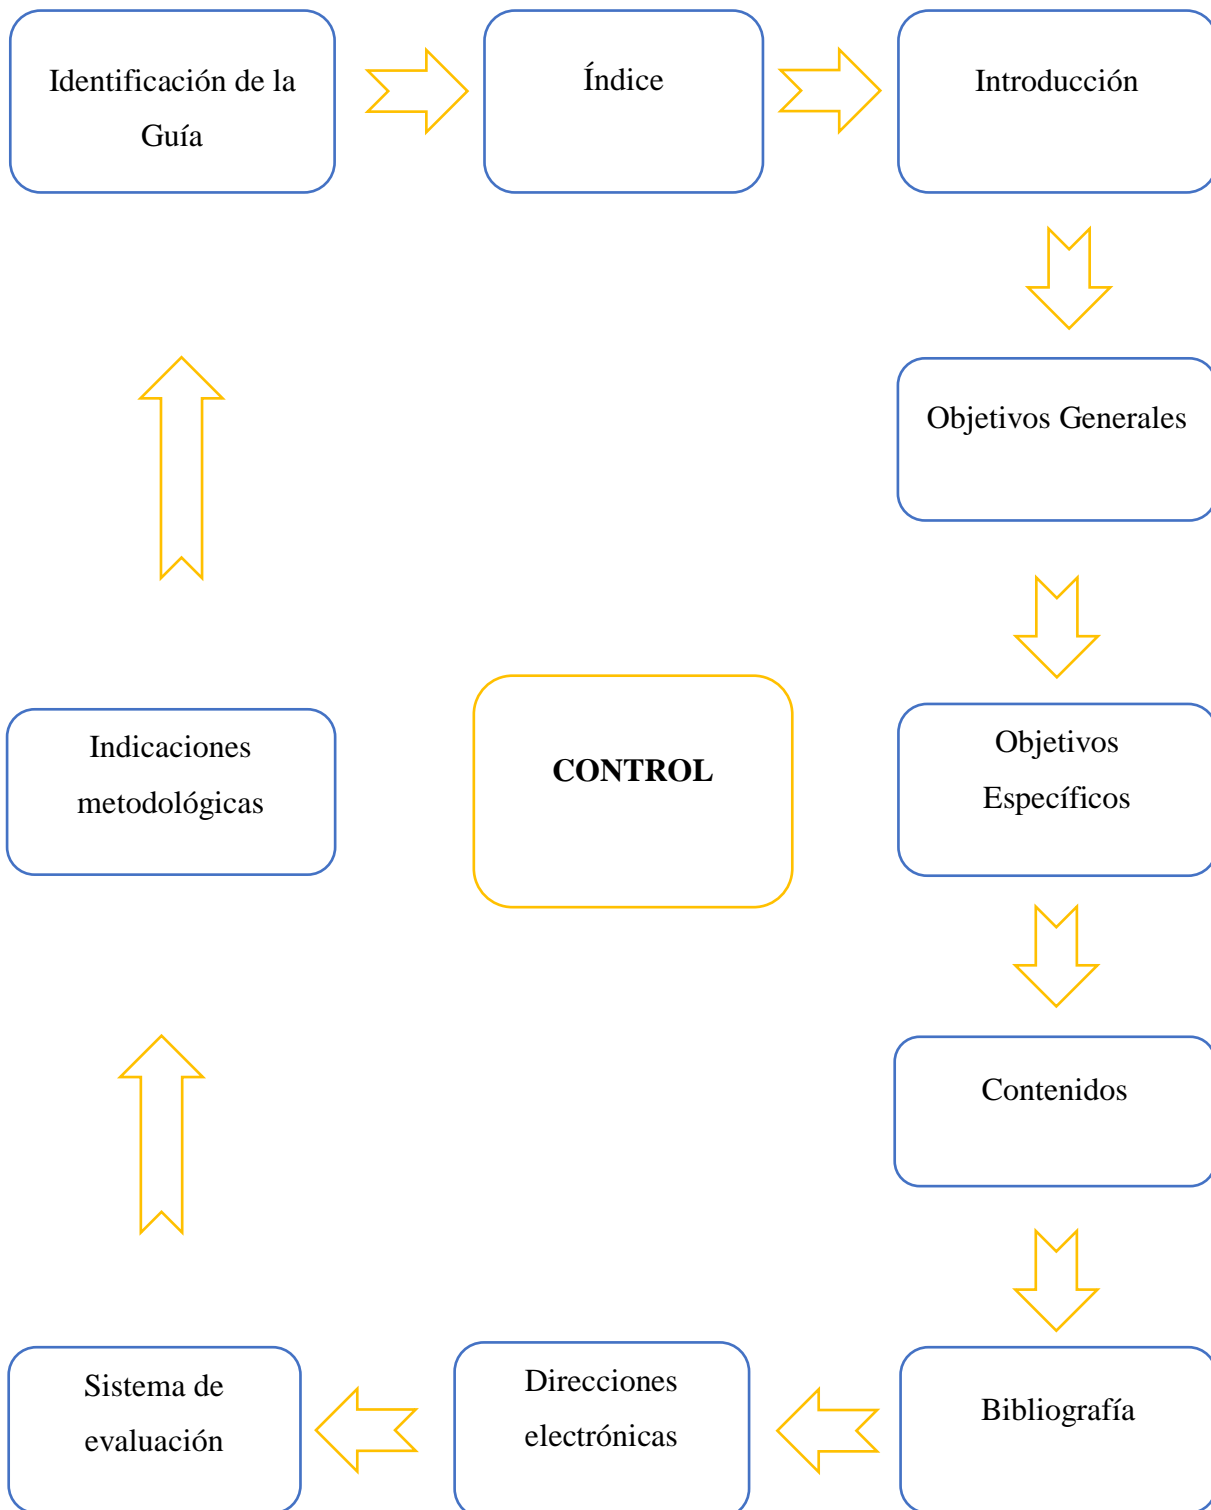 Identificación de la
Guía
Índice
Introducción
Objetivos Generales
Objetivos
Específicos
Contenidos
Bibliografía
Direcciones
electrónicas
Sistema de
evaluación
Indicaciones
metodológicas
CONTROL